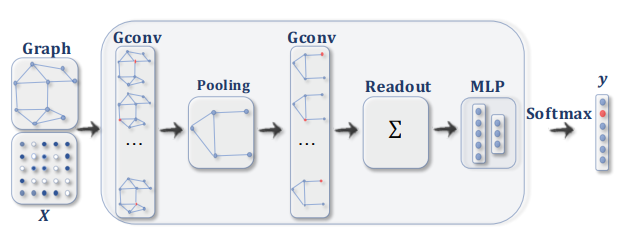 Graph
Gconv
...
Pooling
Gconv
...
Readout
Σ
MLP
Softmax
y
X